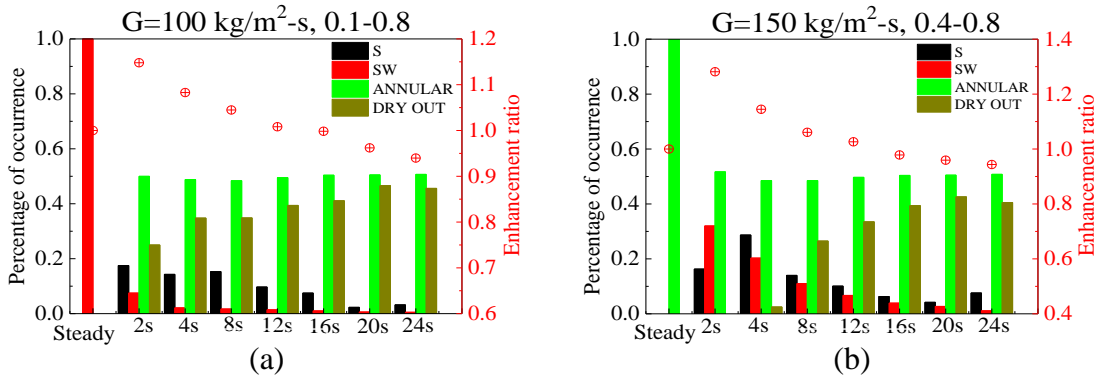 G=100 kg/m²-s, 0.1-0.8
Percentage of occurrence
1.0
0.8
0.6
0.4
0.2
0.0
S
SW
ANNULAR
DRY OUT
1.2
1.1
1.0
0.9
0.8
0.7
0.6
Enhancement ratio
Steady 2s 4s 8s 12s 16s 20s 24s
(a)
G=150 kg/m²-s, 0.4-0.8
Percentage of occurrence
1.0
0.8
0.6
0.4
0.2
0.0
S
SW
ANNULAR
DRY OUT
1.4
1.2
1.0
0.8
0.6
0.4
Enhancement ratio
Steady 2s 4s 8s 12s 16s 20s 24s
(b)